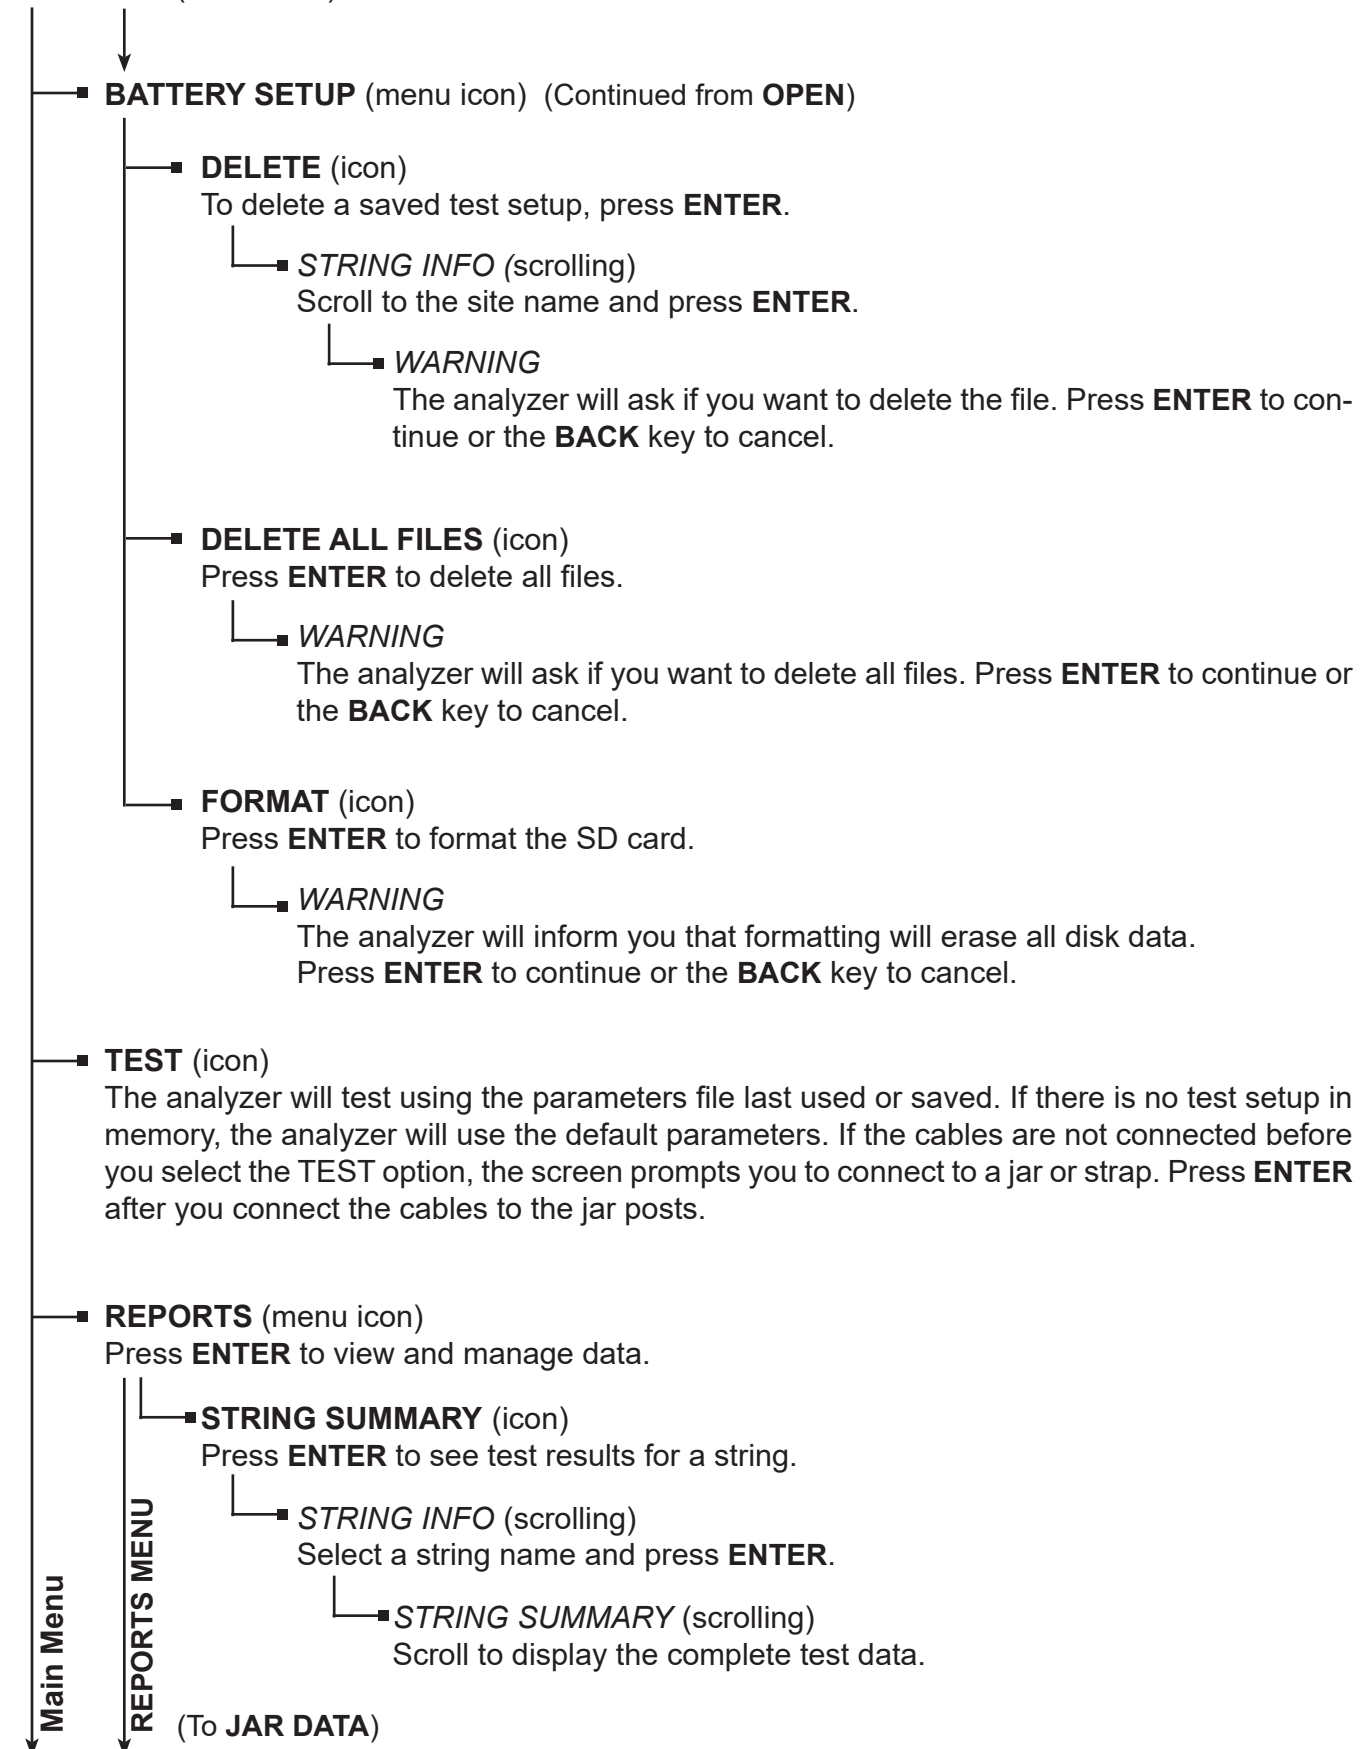 BATTERY SETUP (menu icon) (Continued from OPEN)
DELETE (icon)
To delete a saved test setup, press ENTER.
STRING INFO (scrolling)
Scroll to the site name and press ENTER.
WARNING
The analyzer will ask if you want to delete the file. Press ENTER to con-
tinue or the BACK key to cancel.
DELETE ALL FILES (icon)
Press ENTER to delete all files.
WARNING
The analyzer will ask if you want to delete all files. Press ENTER to continue or
the BACK key to cancel.
FORMAT (icon)
Press ENTER to format the SD card.
WARNING
The analyzer will inform you that formatting will erase all disk data.
Press ENTER to continue or the BACK key to cancel.
TEST (icon)
The analyzer will test using the parameters file last used or saved. If there is no test setup in
memory, the analyzer will use the default parameters. If the cables are not connected before
you select the TEST option, the screen prompts you to connect to a jar or strap. Press ENTER
after you connect the cables to the jar posts.
REPORTS (menu icon)
Press ENTER to view and manage data.
STRING SUMMARY (icon)
Press ENTER to see test results for a string.
STRING INFO (scrolling)
Select a string name and press ENTER.
STRING SUMMARY (scrolling)
Scroll to display the complete test data.
Main Menu
REPORTS MENU
(To JAR DATA)